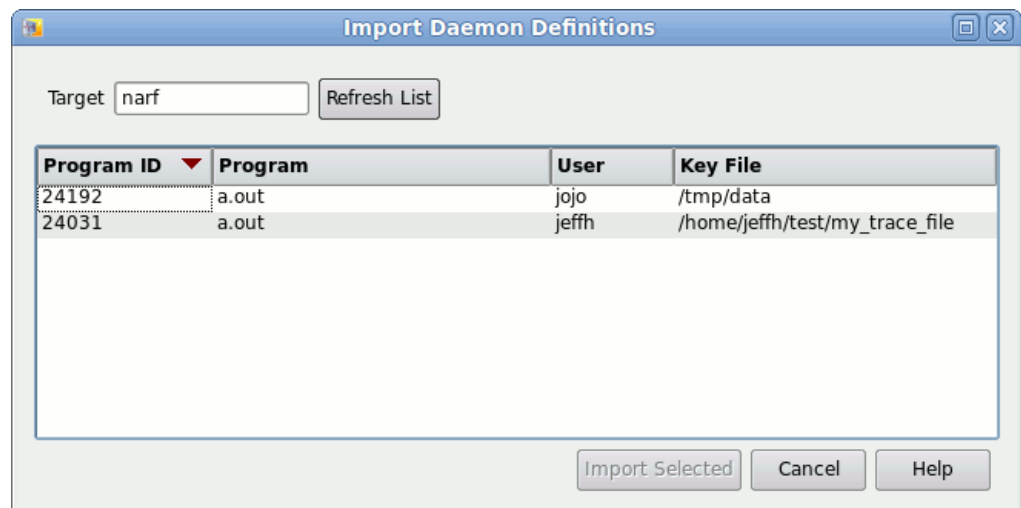 Import Daemon Definitions
Target narf Refresh List
Program ID Program User Key File
24192 a.out jojo /tmp/data
24031 a.out jeffh /home/jeffh/test/my_trace_file
Import Selected Cancel Help